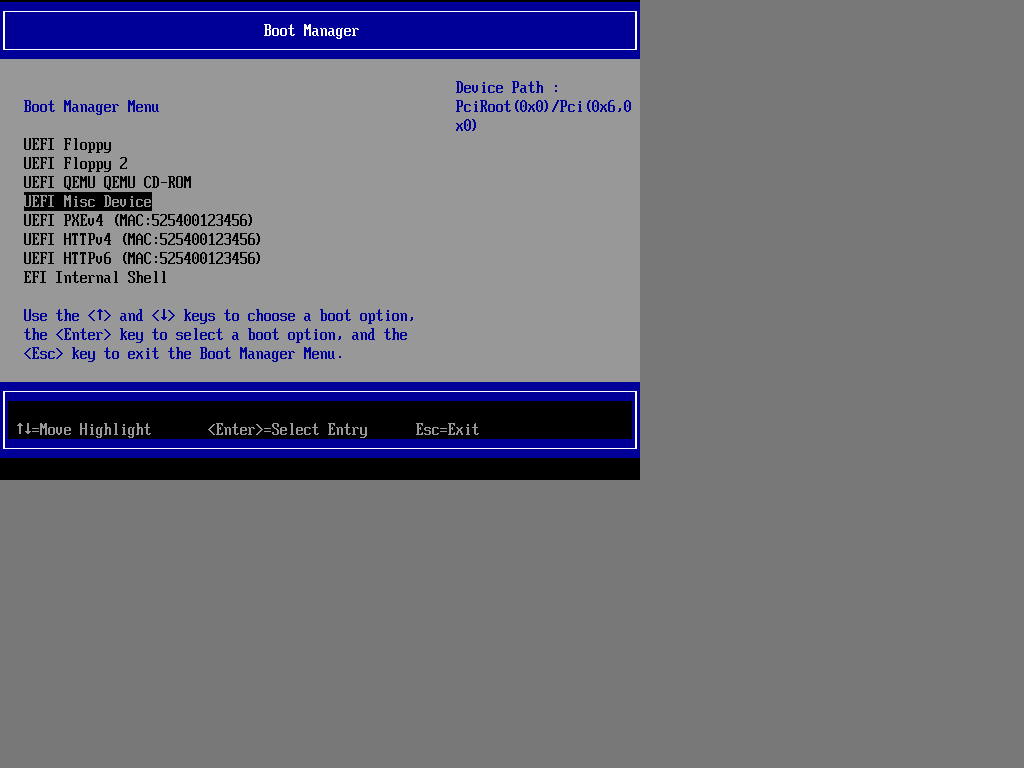 Boot Manager
Device Path :
Boot Manager Menu
PciRoot(0x0)/Pci(0x6,0
x0)
UEFI Floppy
UEFI Floppy 2
UEFI QEMU QEMU CD-ROM
UEFI Misc Device
UEFI PXEv4 (MAC:525400123456)
UEFI HTTPv4 (MAC:525400123456)
UEFI HTTPv6 (MAC:525400123456)
EFI Internal Shell
Use the <↑> and <↓> keys to choose a boot option,
the <Enter> key to select a boot option, and the
<Esc> key to exit the Boot Manager Menu.
↑↓=Move Highlight <Enter>=Select Entry Esc=Exit